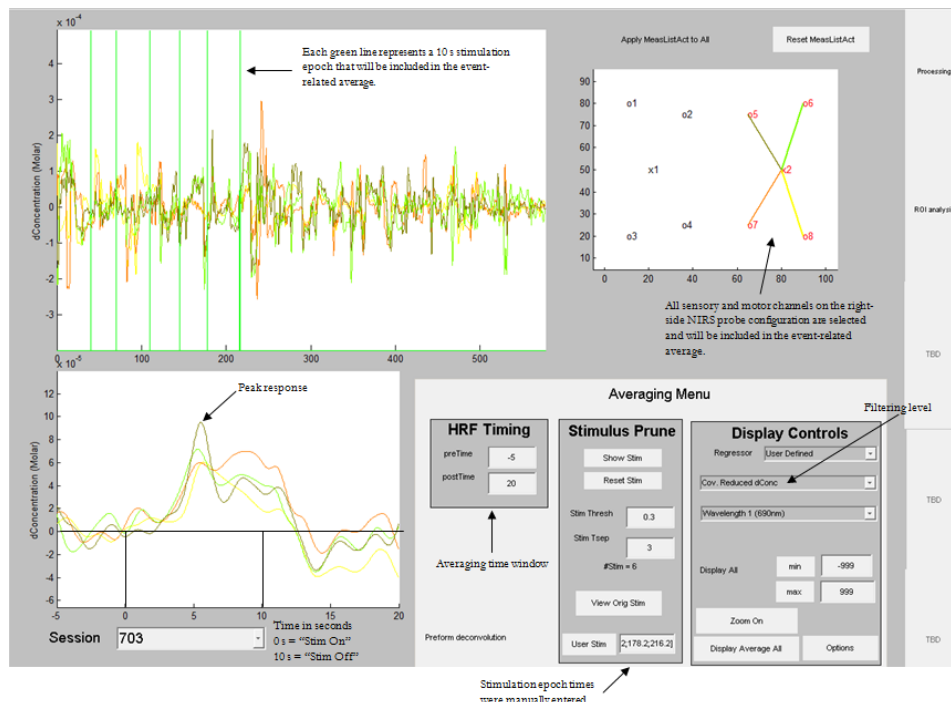 x 10-4
5
4
3
2
1
0
-1
-2
-3
dConcentration (Molar)
0
100
200
300
400
500
Each green line represents a 10 s stimulation
epoch that will be included in the event-
related average.
Apply MeasListAct to All
Reset MeasListAct
90
80
70
60
50
40
30
20
10
0
20
40
60
80
100
o1
o2
o5
o6
x1
x2
o3
o4
o7
o8
All sensory and motor channels on the right-
side NIRS probe configuration are selected
and will be included in the event-related
average.
Processing
ROI analysis
TBD
TBD
TBD
x 10-5
12
10
8
6
4
2
0
-2
-4
-6
dConcentration (Molar)
-5
0
5
10
15
20
Peak response
Session
703
Time in seconds
0 s = “Stim On”
10 s = “Stim Off”
Averaging Menu
HRF Timing
preTime
-5
postTime
20
Averaging time window
Preform deconvolution
Stimulus Prune
Show Stim
Reset Stim
Stim Thresh
0.3
Stim Tsep
3
#Stim = 6
View Orig Stim
User Stim
2;178.2;216.2]
Stimulation epoch times
were manually entered
Filtering level
Display Controls
Regressor
User Defined
Cov. Reduced dConc
Wavelength 1 (690nm)
Display All
min
-999
max
999
Zoom On
Display Average All
Options